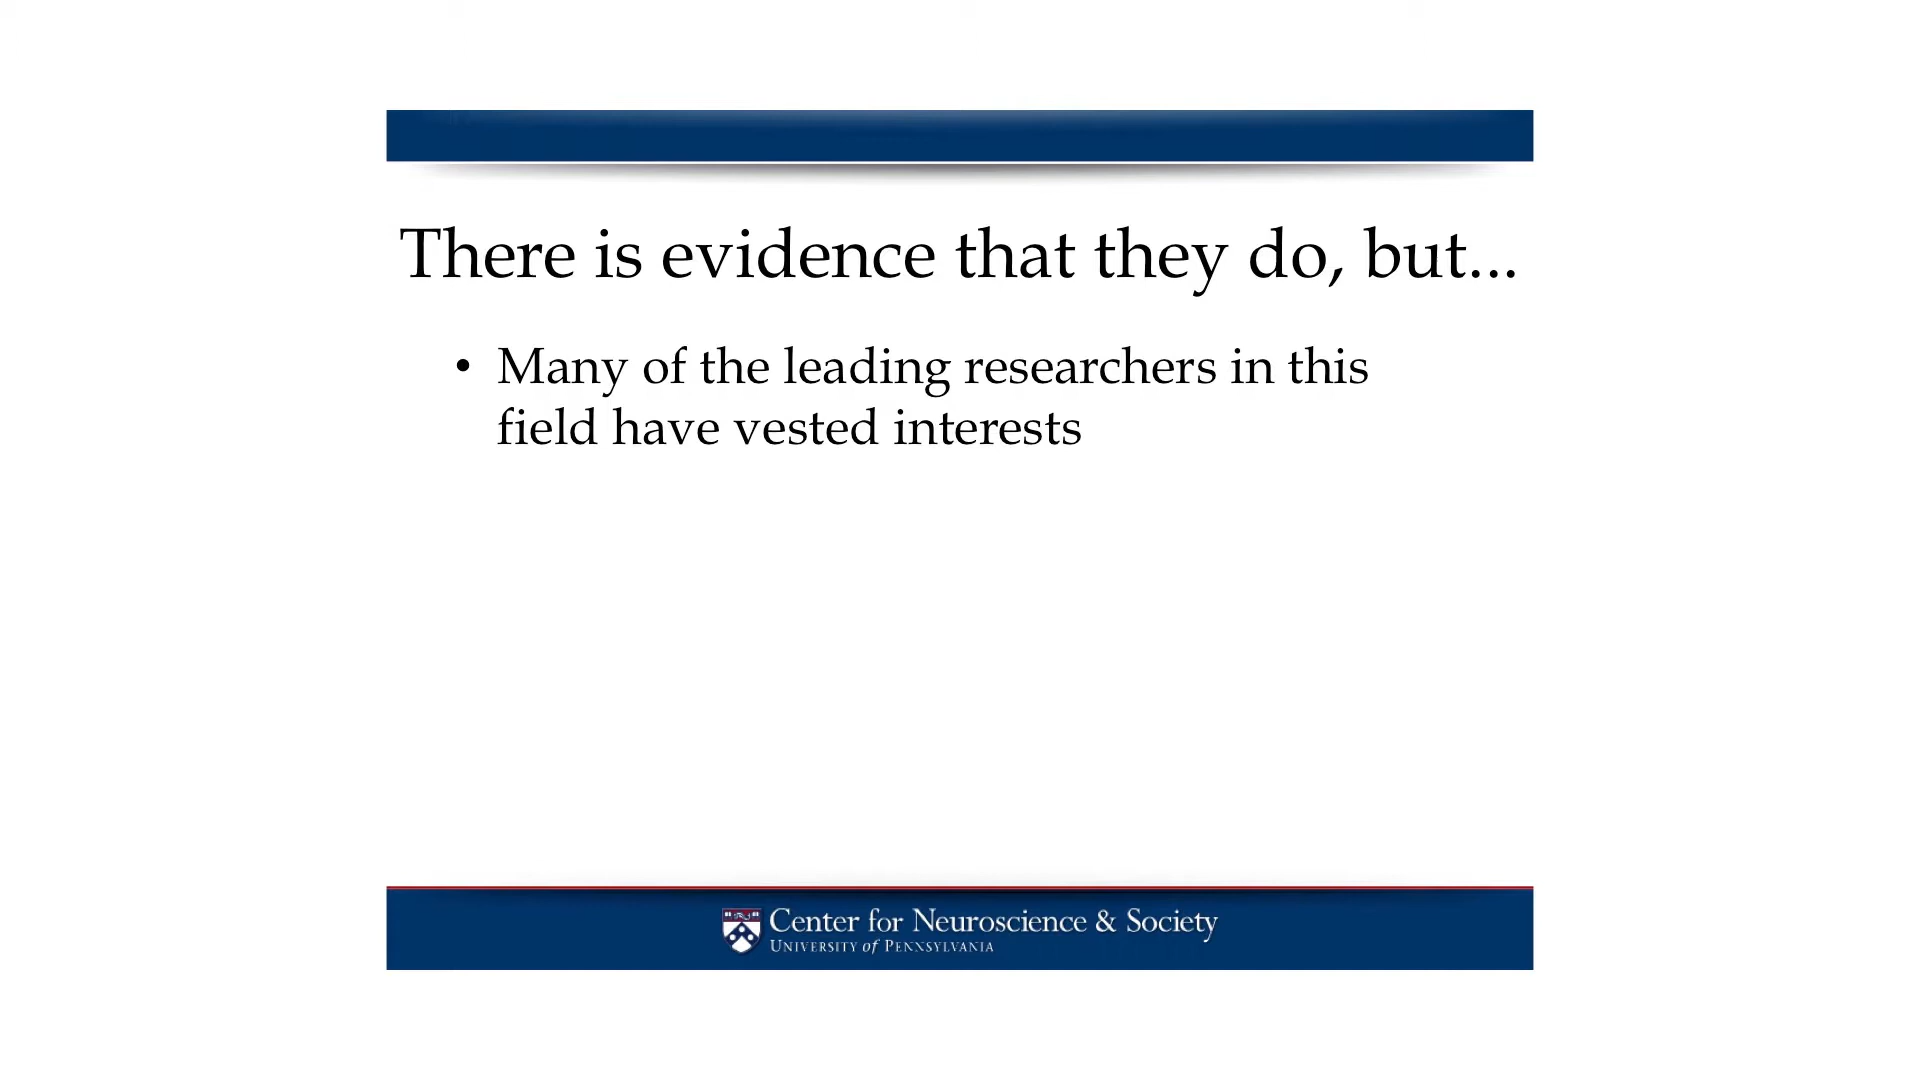 There is evidence that they do, but...
• Many of the leading researchers in this
field have vested interests
Center for Neuroscience & Society
UNIVERSITY of PENNSYLVANIA